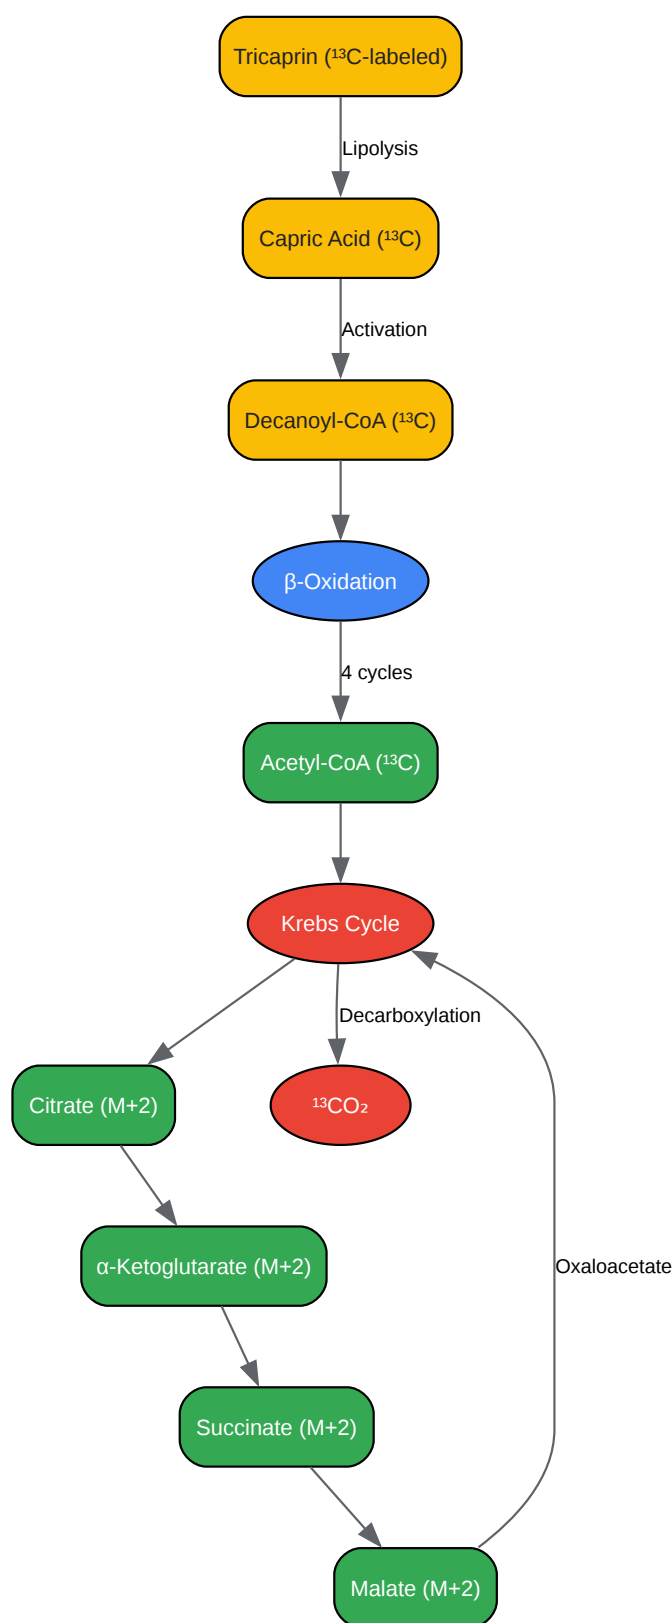 Tricaprin (¹³C-labeled)
Lipolysis
Capric Acid (¹³C)
Activation
Decanoyl-CoA (¹³C)
β-Oxidation
4 cycles
Acetyl-CoA (¹³C)
Krebs Cycle
Decarboxylation
Citrate (M+2)
¹³CO₂
α-Ketoglutarate (M+2)
Oxaloacetate
Succinate (M+2)
Malate (M+2)